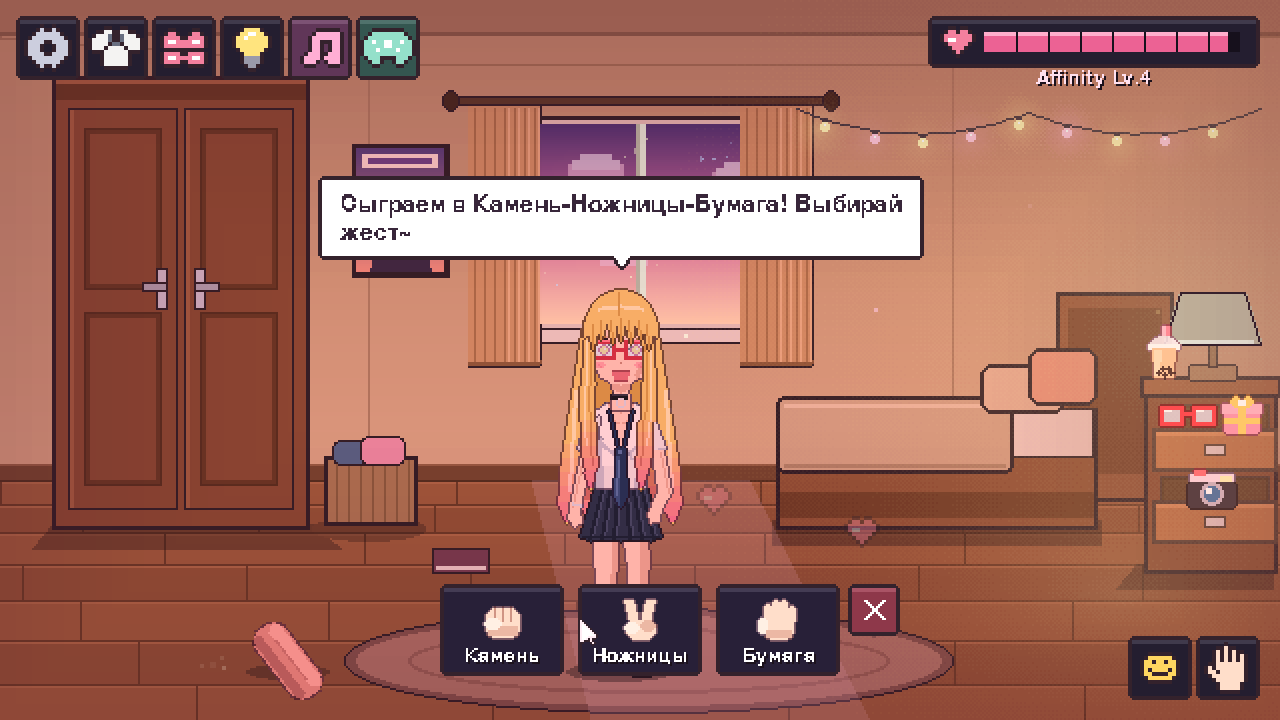 Affinity Lv.4
Сыграем в Камень-Ножницы-Бумага! Выбирай
жест~
Камень
Ножницы
Бумага